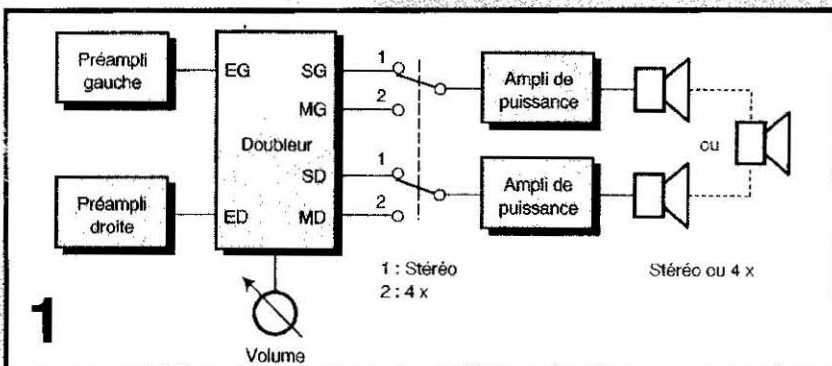 Préampli
gauche
EG
SG
MG
Doubleur
SD
MD
ED
Préampli
droite
1
2
1
2
Ampli de
puissance
Ampli de
puissance
ou
1 : Stéréo
2 : 4 x
Stéréo ou 4 x
Volume
1